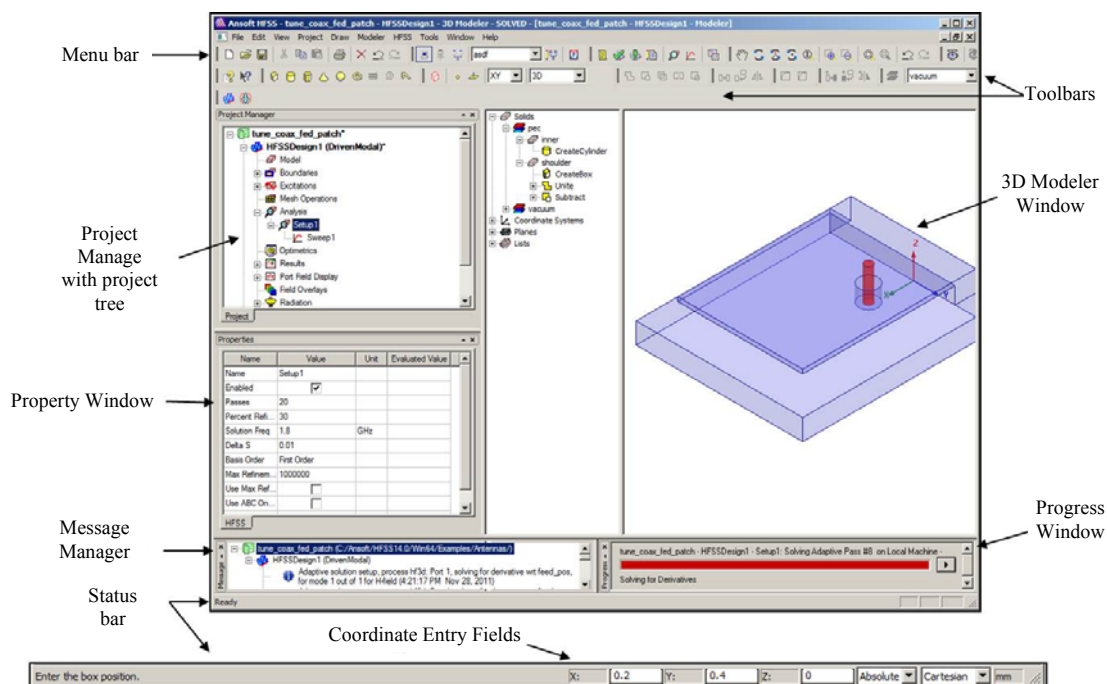 Ansoft HFSS - tune_coax_fed_patch - HFSSDesign1 - 3D Modeler - SOLVED - [tune_coax_fed_patch - HFSSDesign1 - Modeler]
File Edit View Project Draw Modeler HFSS Tools Window Help
Menu bar
asdf
XY
3D
vacuum
Toolbars
Project Manager
tune_coax_fed_patch*
HFSSDesign1 (DrivenModal)*
Model
Boundaries
Excitations
Mesh Operations
Analysis
Setup1
Sweep1
Optimetrics
Results
Port Field Display
Field Overlays
Radiation
Project
Project
Manage
with project
tree
Solids
pec
inner
CreateCylinder
shoulder
CreateBox
Unite
Subtract
vacuum
Coordinate Systems
Planes
Lists
3D Modeler
Window
Z
X
Y
Properties
Name Value Unit Evaluated Value
Name Setup1
Enabled
Passes 20
Percent Refi... 30
Solution Freq 1.8 GHz
Delta S 0.01
Basis Order First Order
Max Refinem... 1000000
Use Max Ref...
Use ABC On...
HFSS
Property Window
Message
Manager
Message
tune_coax_fed_patch (C:/Ansoft/HFSS14.0/Win64/Examples/Antennas/)
HFSSDesign1 (DrivenModal)
Adaptive solution setup, process hf3d: Port 1, solving for derivative wrt feed_pos,
for mode 1 out of 1 for H-field (4:21:17 PM Nov 28, 2011)
Progress
tune_coax_fed_patch - HFSSDesign1 - Setup1: Solving Adaptive Pass #8 on Local Machine -
Solving for Derivatives
Progress
Window
Status
bar
Ready
Coordinate Entry Fields
Enter the box position. X: 0.2 Y: 0.4 Z: 0 Absolute Cartesian mm